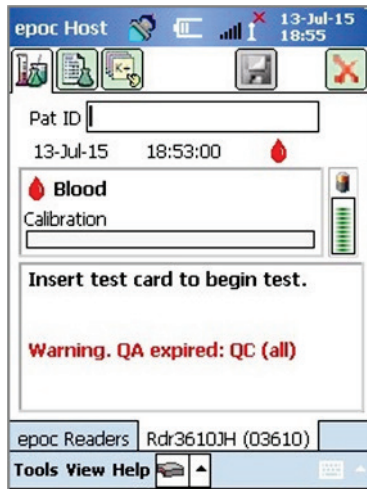 epoc Host 13-Jul-15
18:55
K+
Pat ID
13-Jul-15 18:53:00
Blood
Calibration
Insert test card to begin test.
Warning. QA expired: QC (all)
epoc Readers Rdr3610JH (03610)
Tools View Help